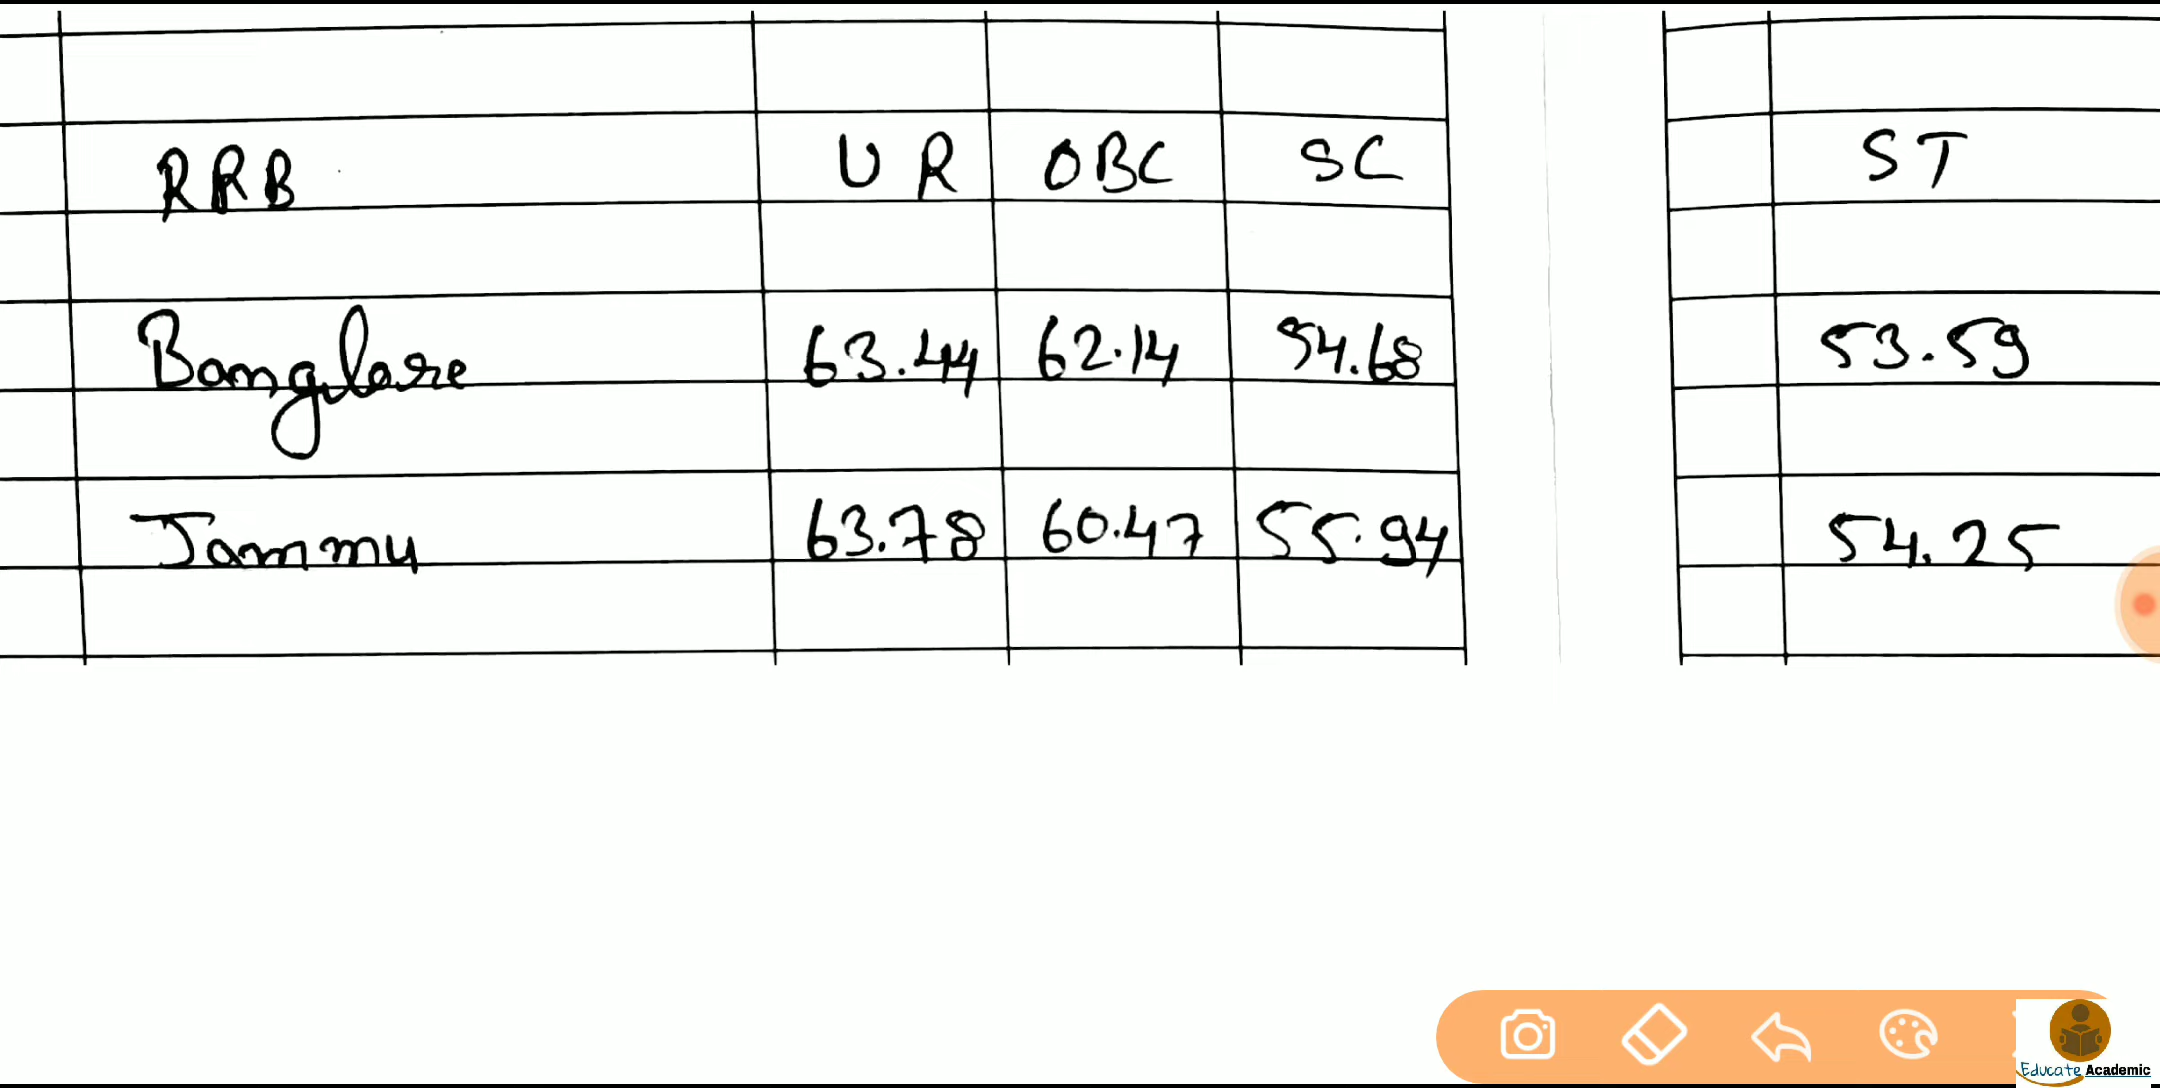 RRB UR OBC SC ST
Banglore 63.44 62.14 54.68 53.59
Jammu 63.78 60.47 55.94 54.25
Educate Academic